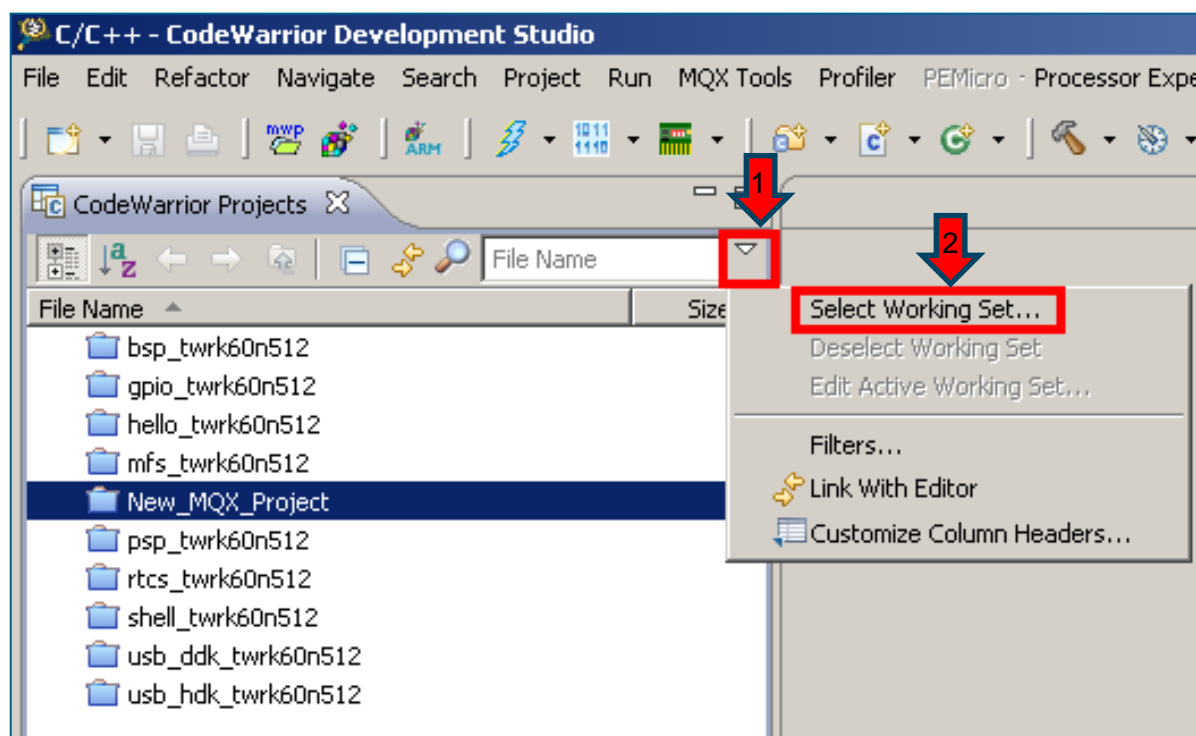 C/C++ - CodeWarrior Development Studio
File Edit Refactor Navigate Search Project Run MQX Tools Profiler PEMicro - Processor Expe
mwp ARM 1011
1110
CodeWarrior Projects
1
2
a
z
File Name
File Name Size
Select Working Set...
bsp_twrk60n512
Deselect Working Set
gpio_twrk60n512
Edit Active Working Set...
hello_twrk60n512
Filters...
mfs_twrk60n512
Link With Editor
New_MQX_Project
Customize Column Headers...
psp_twrk60n512
rtcs_twrk60n512
shell_twrk60n512
usb_ddk_twrk60n512
usb_hdk_twrk60n512